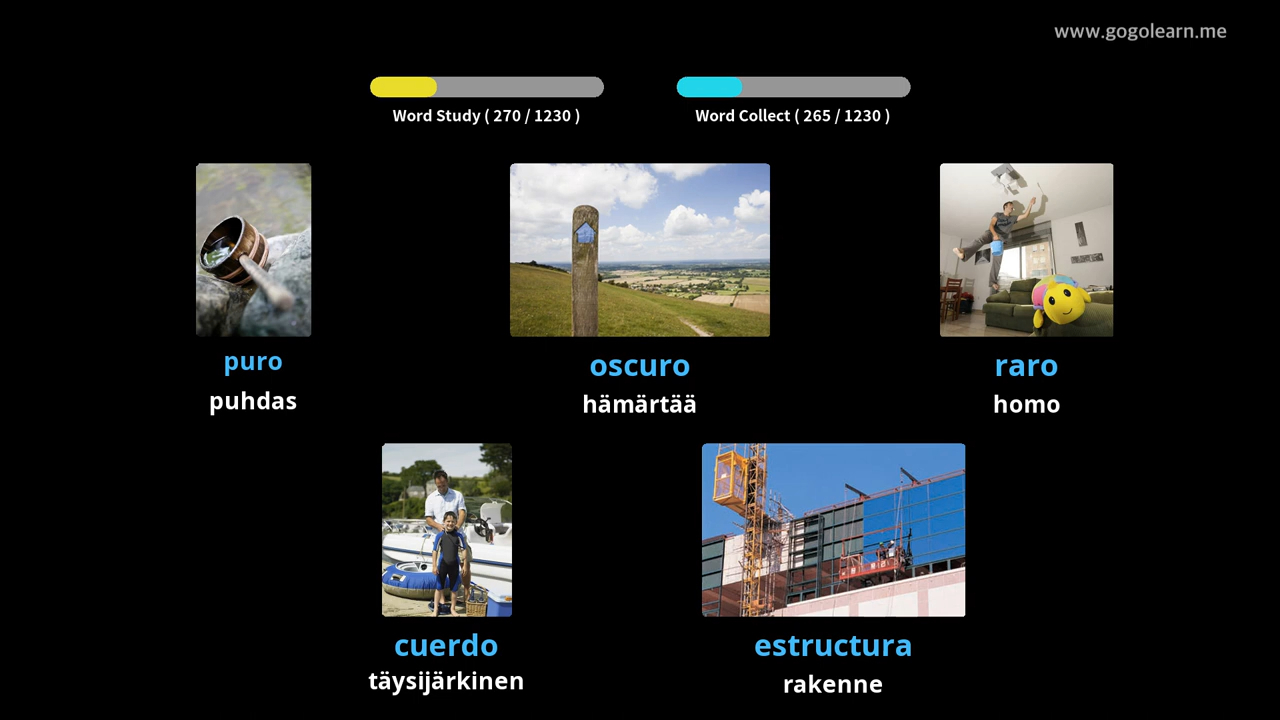 www.gogolearn.me
Word Study ( 270 / 1230 )
Word Collect ( 265 / 1230 )
puro
puhdas
oscuro
hämärtää
raro
homo
cuerdo
täysijärkinen
estructura
rakenne